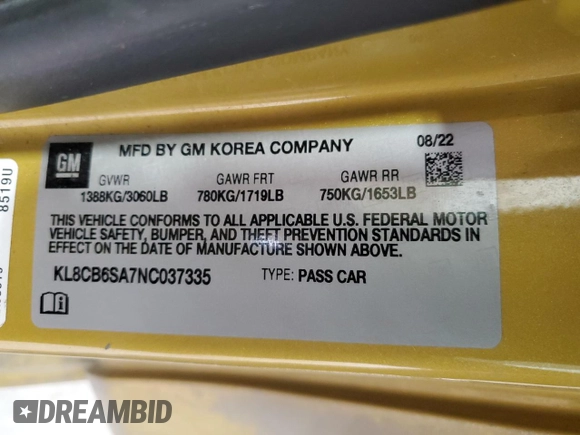 GM
MFD BY GM KOREA COMPANY 08/22
GVWR GAWR FRT GAWR RR
1388KG/3060LB 780KG/1719LB 750KG/1653LB
THIS VEHICLE CONFORMS TO ALL APPLICABLE U.S. FEDERAL MOTOR
VEHICLE SAFETY, BUMPER, AND THEFT PREVENTION STANDARDS IN
EFFECT ON THE DATE OF MANUFACTURE SHOWN ABOVE.
KL8CB6SA7NC037335 TYPE: PASS CAR
8519U
DREAMBID